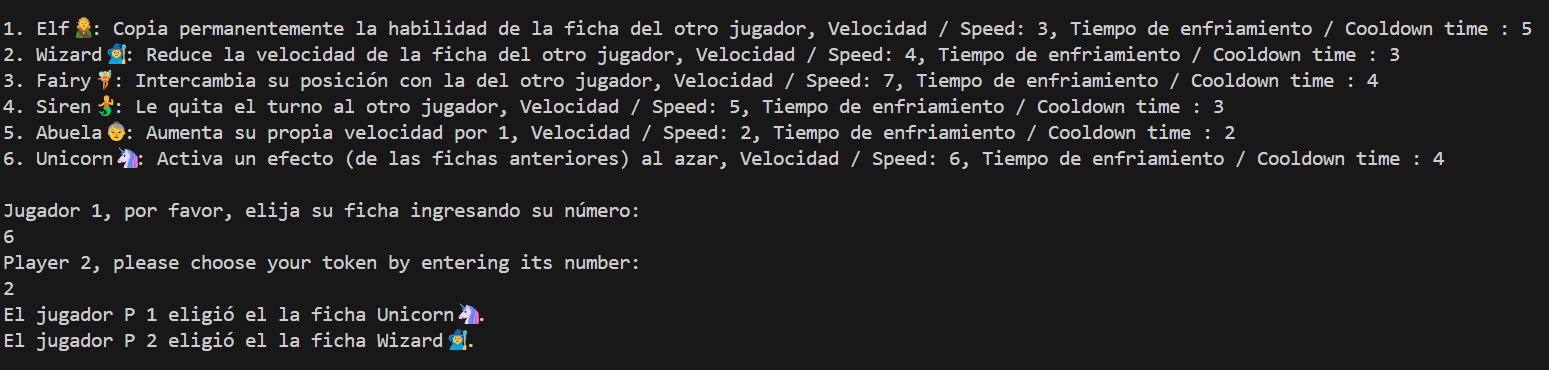 1. Elf🧝: Copia permanentemente la habilidad de la ficha del otro jugador, Velocidad / Speed: 3, Tiempo de enfriamiento / Cooldown time : 5
2. Wizard🧙: Reduce la velocidad de la ficha del otro jugador, Velocidad / Speed: 4, Tiempo de enfriamiento / Cooldown time : 3
3. Fairy🧚: Intercambia su posición con la del otro jugador, Velocidad / Speed: 7, Tiempo de enfriamiento / Cooldown time : 4
4. Siren🧜: Le quita el turno al otro jugador, Velocidad / Speed: 5, Tiempo de enfriamiento / Cooldown time : 3
5. Abuela👵: Aumenta su propia velocidad por 1, Velocidad / Speed: 2, Tiempo de enfriamiento / Cooldown time : 2
6. Unicorn🦄: Activa un efecto (de las fichas anteriores) al azar, Velocidad / Speed: 6, Tiempo de enfriamiento / Cooldown time : 4
Jugador 1, por favor, elija su ficha ingresando su número:
6
Player 2, please choose your token by entering its number:
2
El jugador P 1 eligió el la ficha Unicorn🦄.
El jugador P 2 eligió el la ficha Wizard🧙.